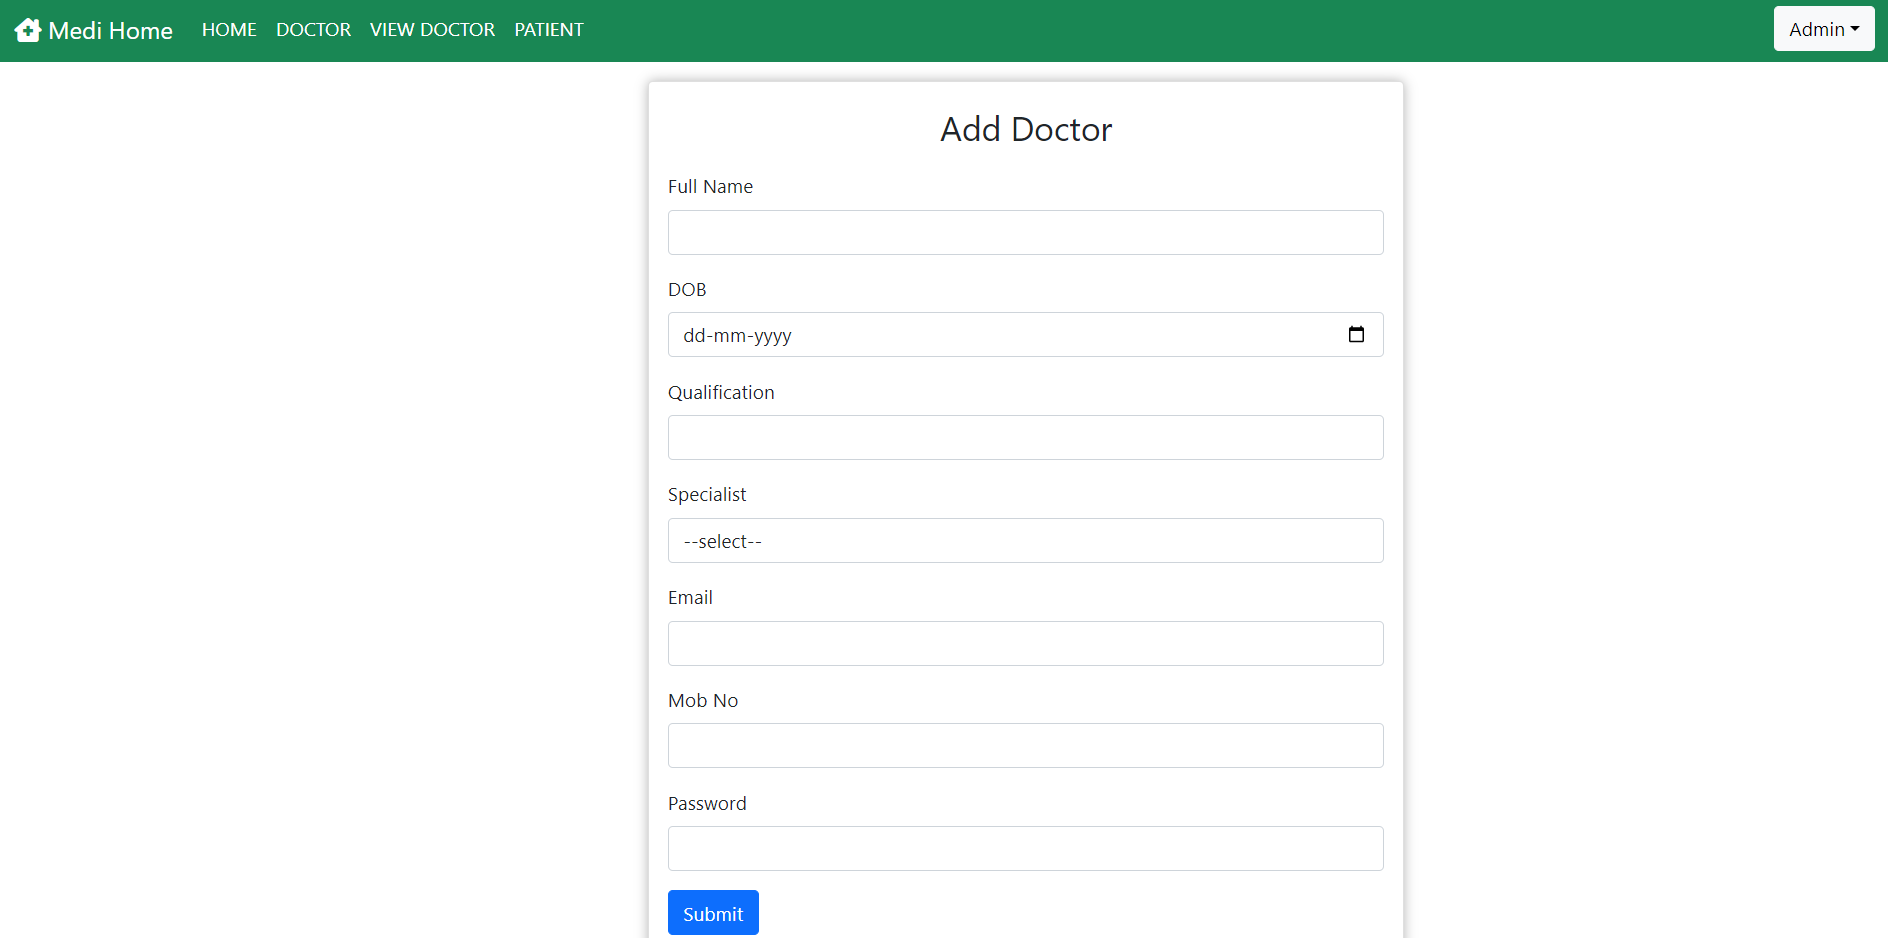 Medi Home HOME DOCTOR VIEW DOCTOR PATIENT Admin
Add Doctor
Full Name
DOB
dd-mm-yyyy
Qualification
Specialist
--select--
Email
Mob No
Password
Submit